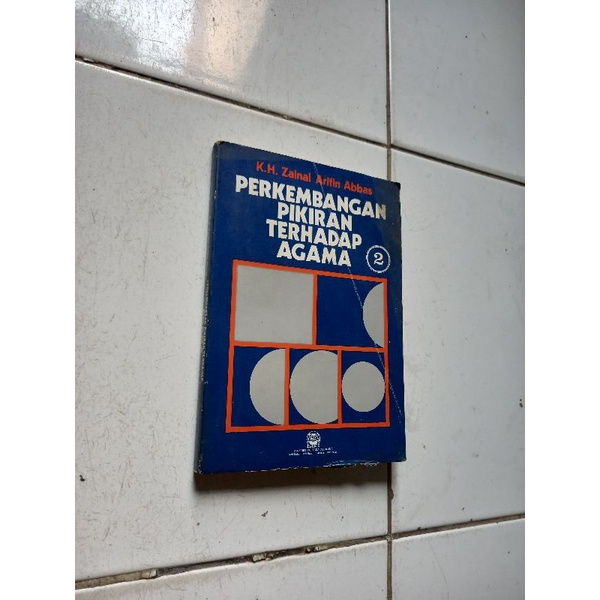 K.H. Zainal Arifin Abbas
PERKEMBANGAN
PIKIRAN
TERHADAP
AGAMA
2